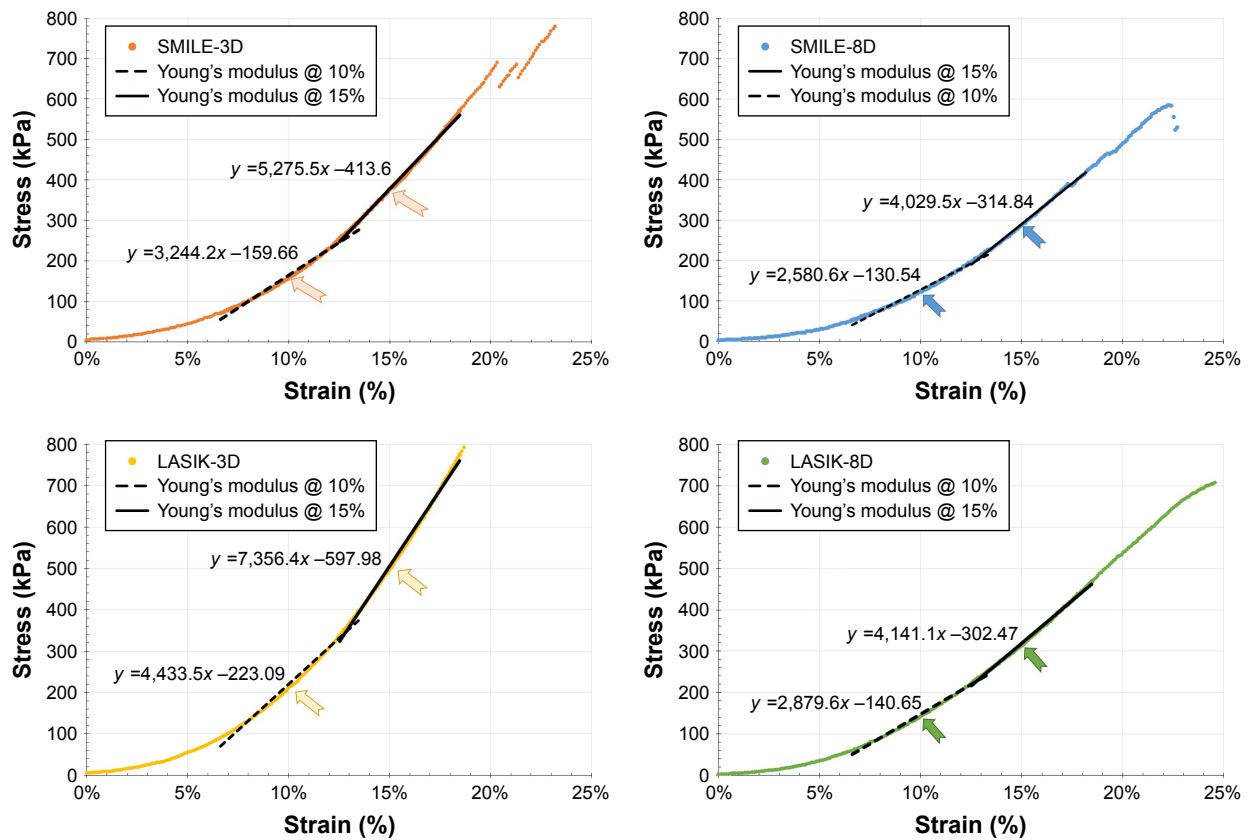 800
700
600
500
400
300
200
100
0
Stress (kPa)
SMILE-3D
Young’s modulus @ 10%
Young’s modulus @ 15%
y =5,275.5x –413.6
y =3,244.2x –159.66
0% 5% 10% 15% 20% 25%
Strain (%)
800
700
600
500
400
300
200
100
0
Stress (kPa)
SMILE-8D
Young’s modulus @ 15%
Young’s modulus @ 10%
y =4,029.5x –314.84
y =2,580.6x –130.54
0% 5% 10% 15% 20% 25%
Strain (%)
800
700
600
500
400
300
200
100
0
Stress (kPa)
LASIK-3D
Young’s modulus @ 10%
Young’s modulus @ 15%
y =7,356.4x –597.98
y =4,433.5x –223.09
0% 5% 10% 15% 20% 25%
Strain (%)
800
700
600
500
400
300
200
100
0
Stress (kPa)
LASIK-8D
Young’s modulus @ 10%
Young’s modulus @ 15%
y =4,141.1x –302.47
y =2,879.6x –140.65
0% 5% 10% 15% 20% 25%
Strain (%)